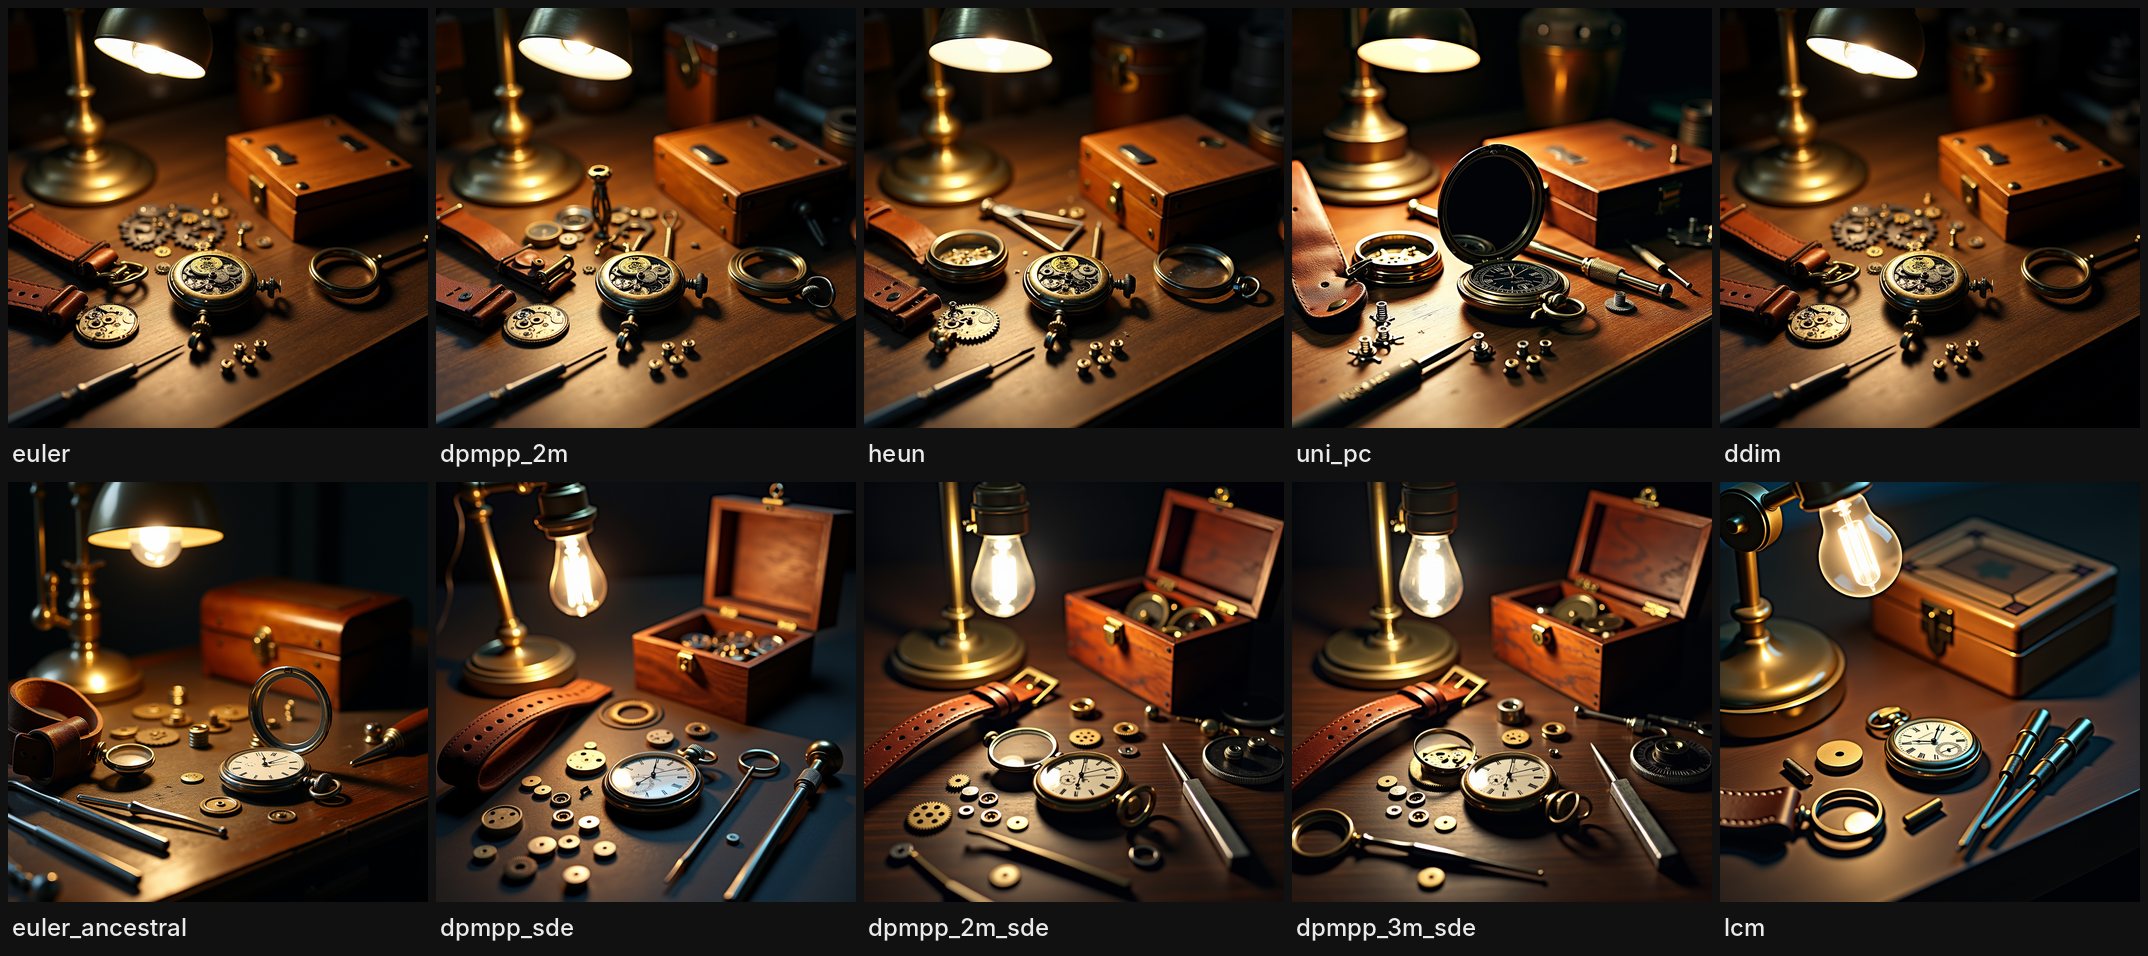 euler
dpmpp_2m
heun
uni_pc
ddim
euler_ancestral
dpmpp_sde
dpmpp_2m_sde
dpmpp_3m_sde
lcm